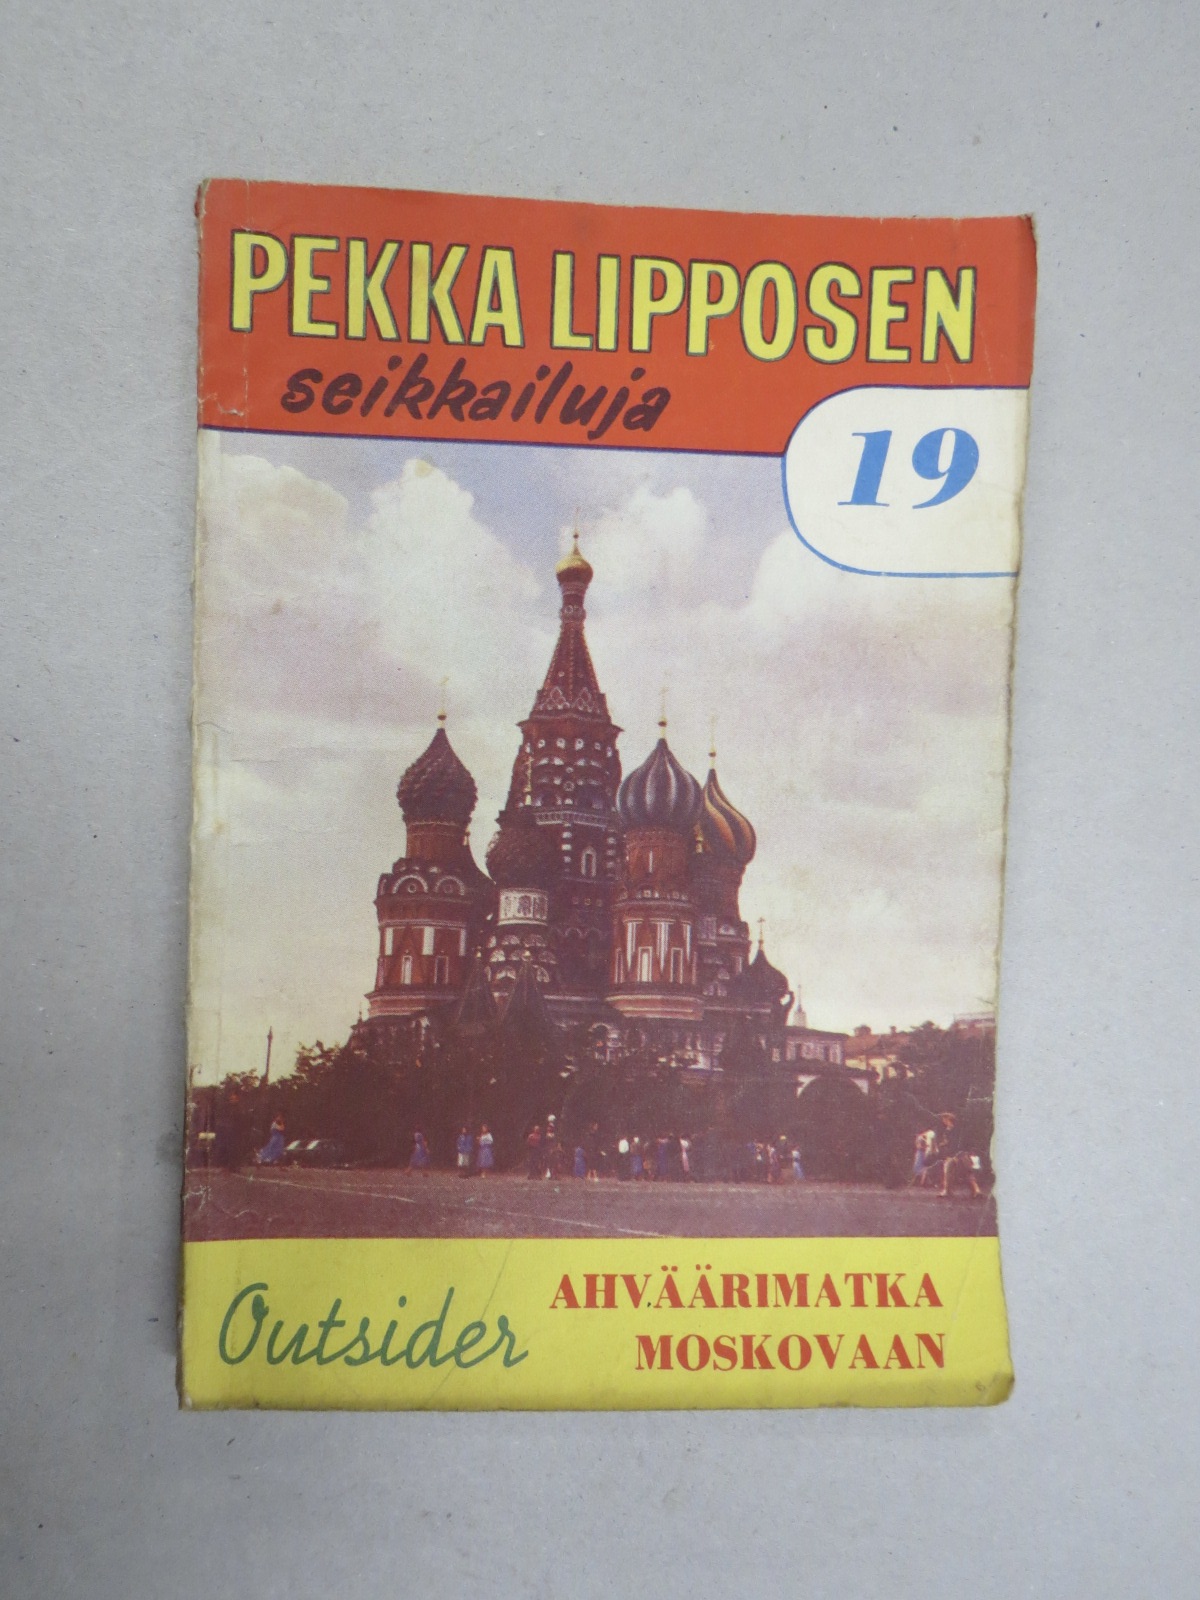 PEKKA LIPPOSEN
seikkailuja
19
Outsider
AHVÄÄRIMATKA
MOSKOVAAN